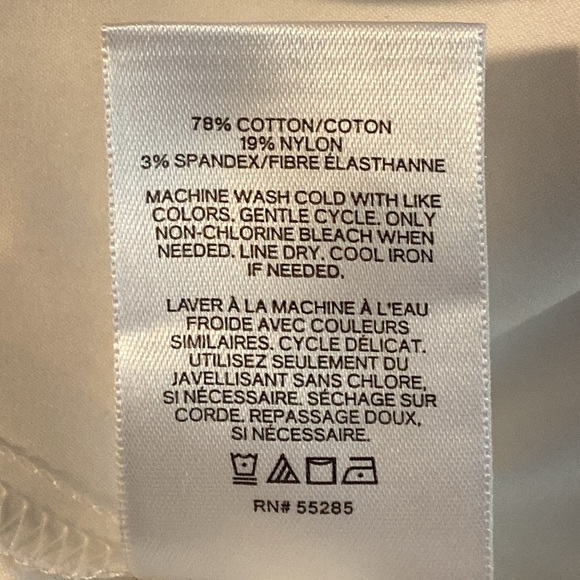 78% COTTON/COTON
19% NYLON
3% SPANDEX/FIBRE ÉLASTHANNE
MACHINE WASH COLD WITH LIKE
COLORS. GENTLE CYCLE. ONLY
NON-CHLORINE BLEACH WHEN
NEEDED. LINE DRY. COOL IRON
IF NEEDED.
LAVER À LA MACHINE À L'EAU
FROIDE AVEC COULEURS
SIMILAIRES. CYCLE DÉLICAT.
UTILISEZ SEULEMENT DU
JAVELLISANT SANS CHLORE,
SI NÉCESSAIRE. SÉCHAGE SUR
CORDE. REPASSAGE DOUX,
SI NÉCESSAIRE.
RN# 55285